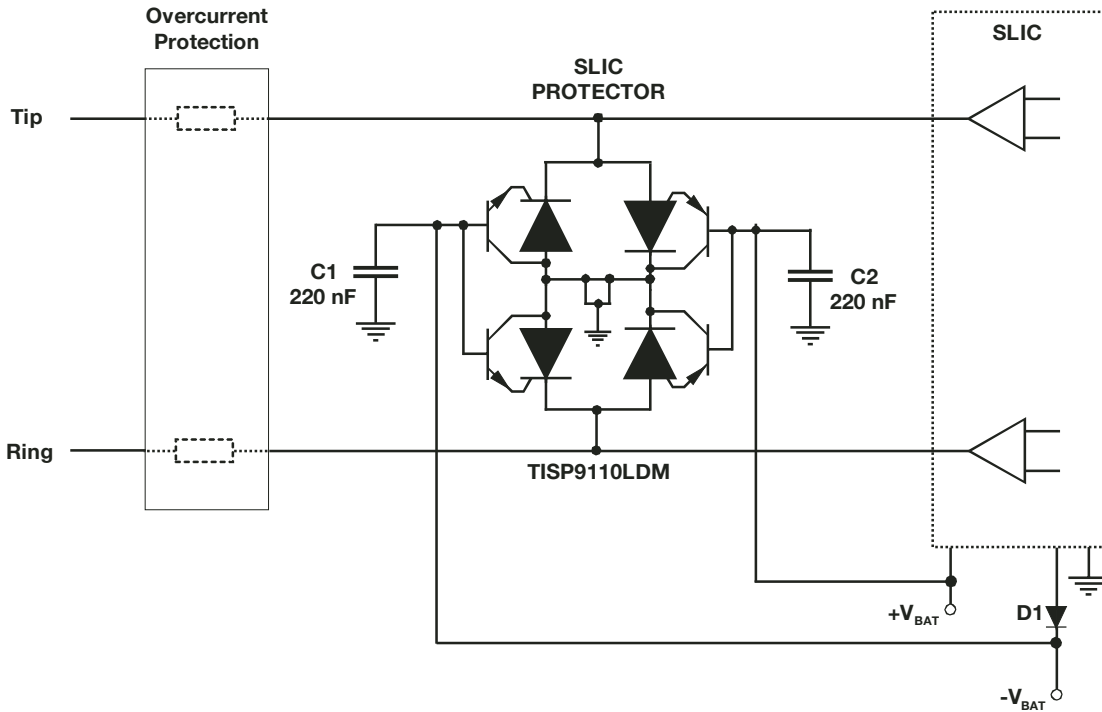 Overcurrent
Protection
SLIC
SLIC
PROTECTOR
Tip
C1
220 nF
C2
220 nF
Ring
TISP9110LDM
+VBAT
D1
-VBAT